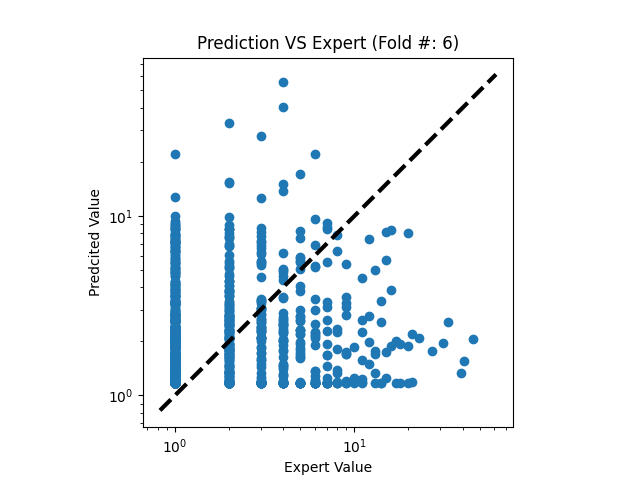 Prediction VS Expert (Fold #: 6)
Predcited Value
10¹
10⁰
10⁰
10¹
Expert Value